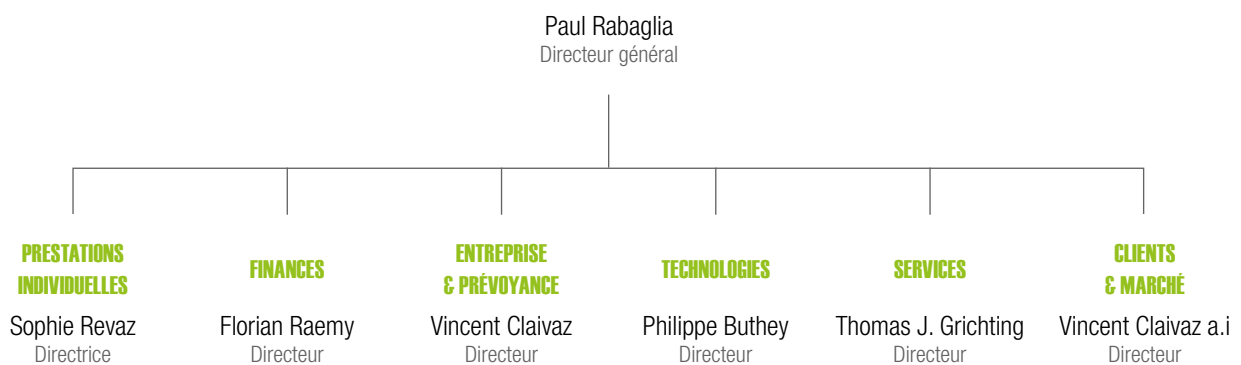 Paul Rabaglia
Directeur général
PRESTATIONS
INDIVIDUELLES
Sophie Revaz
Directrice
FINANCES
Florian Raemy
Directeur
ENTREPRISE
& PRÉVOYANCE
Vincent Claivaz
Directeur
TECHNOLOGIES
Philippe Buthey
Directeur
SERVICES
Thomas J. Grichting
Directeur
CLIENTS
& MARCHÉ
Vincent Claivaz a.i
Directeur